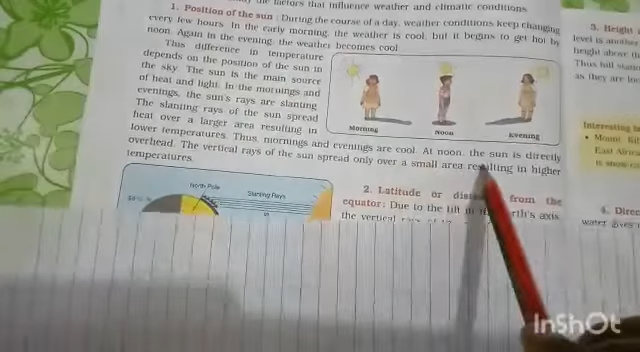 the factors that influence weather and climatic conditions.
1. Position of the sun : During the course of a day, weather conditions keep changing
every few hours. In the early morning, the weather is cool, but it begins to get hot by
noon. Again in the evening, the weather becomes cool.
Thus difference in temperature
depends on the position of the sun in
the sky. The sun is the main source
of heat and light. In the mornings and
evenings, the sun's rays are slanting.
The slanting rays of the sun spread
heat over a larger area resulting in
lower temperatures. Thus, mornings and evenings are cool. At noon, the sun is directly
overhead. The vertical rays of the sun spread only over a small area resulting in higher
temperatures.
Morning
Noon
Evening
North Pole
Slanting Rays
2. Latitude or from the
equator : Due to the tilt axis,
the vertical
3. Height
level is another
height above th
Thus hill station
as they are lo
Interesting
East Africa
is snow
4.
water gives
InShOt